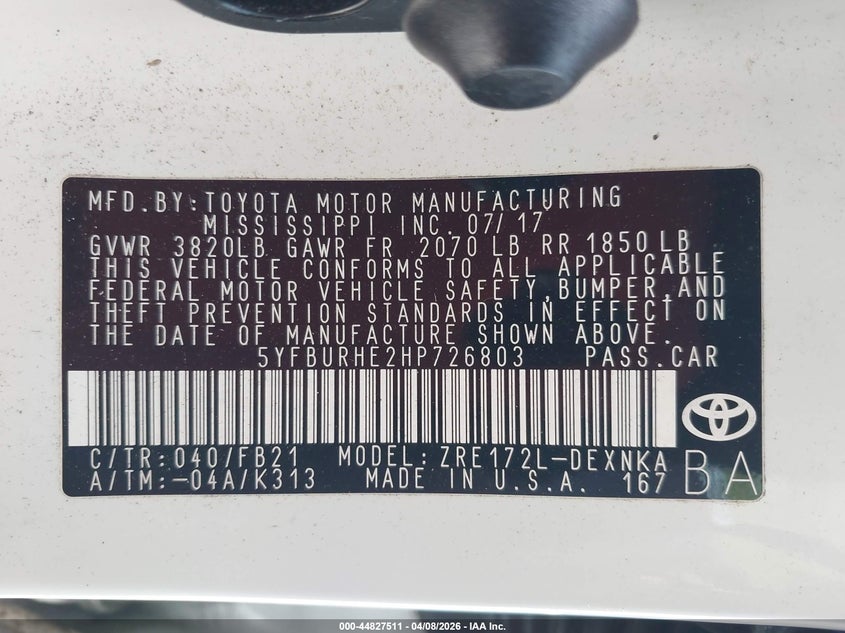 MFD.BY:TOYOTA MOTOR MANUFACTURING
MISSISSIPPI INC. 07/17
GVWR 3820LB GAWR FR 2070 LB RR 1850 LB
THIS VEHICLE CONFORMS TO ALL APPLICABLE
FEDERAL MOTOR VEHICLE SAFETY,BUMPER,AND
THEFT PREVENTION STANDARDS IN EFFECT ON
THE DATE OF MANUFACTURE SHOWN ABOVE.
5YFBURHE2HP726803 PASS.CAR
C/TR:040/FB21 MODEL:ZRE172L-DEXNKA
A/TM:-04A/K313 MADE IN U.S.A. 167 BA
000-44827511 - 04/08/2026 - IAA Inc.